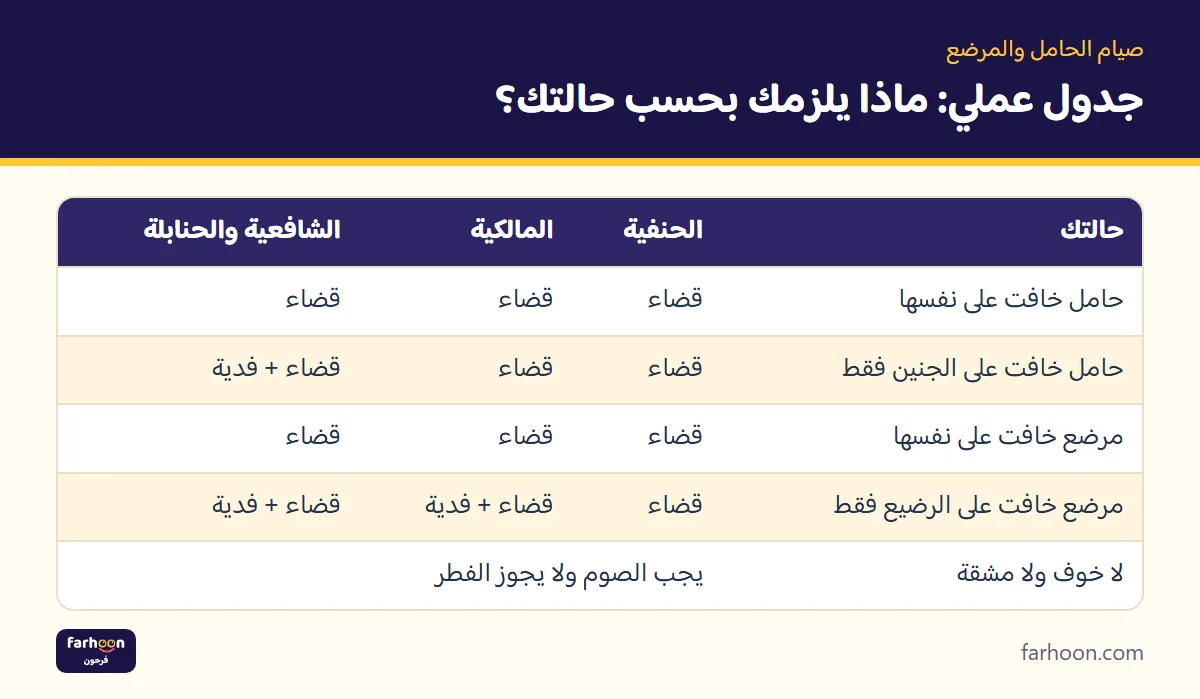 صيام الحامل والمرضع
جدول عملي: ماذا يلزمك بحسب حالتك؟
حالتك الحنفية المالكية الشافعية والحنابلة
حامل خافت على نفسها قضاء قضاء قضاء
حامل خافت على الجنين فقط قضاء قضاء قضاء + فدية
مرضع خافت على نفسها قضاء قضاء قضاء
مرضع خافت على الرضيع فقط قضاء قضاء + فدية قضاء + فدية
لا خوف ولا مشقة يجب الصوم ولا يجوز الفطر
farhoon.com
farhoon
فرحون